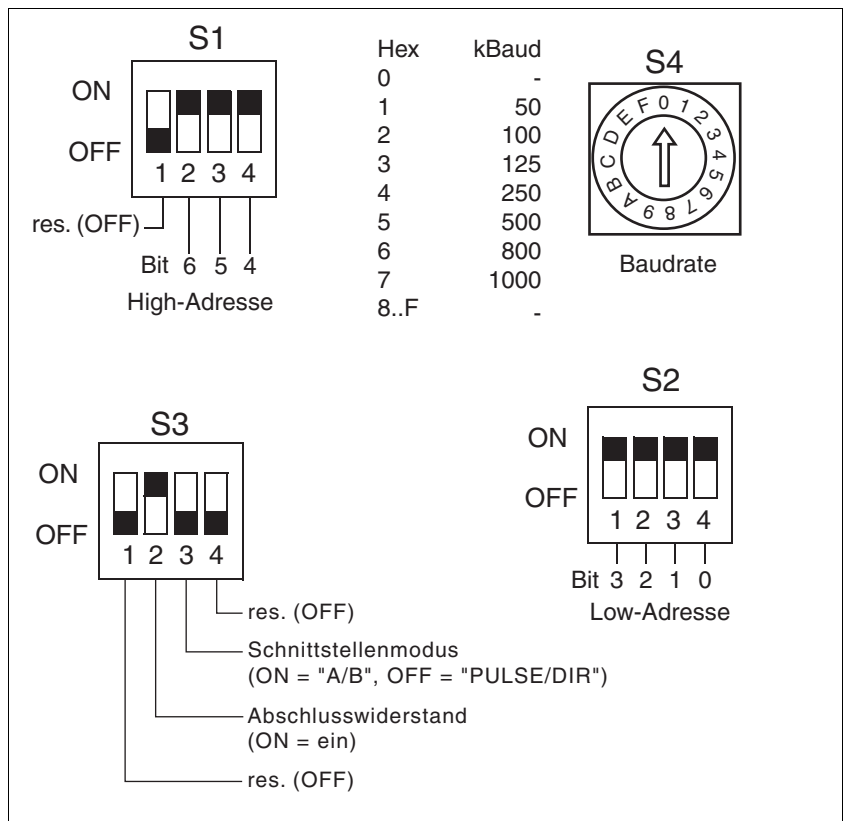 S1
ON
OFF
1 2 3 4
res. (OFF)
Bit 6 5 4
High-Adresse
Hex kBaud
0 -
1 50
2 100
3 125
4 250
5 500
6 800
7 1000
8..F -
S4
0 1 2 3 4 5 6 7 8 9 A B C D E F
Baudrate
S3
ON
OFF
1 2 3 4
res. (OFF)
Schnittstellenmodus
(ON = "A/B", OFF = "PULSE/DIR")
Abschlusswiderstand
(ON = ein)
res. (OFF)
S2
ON
OFF
1 2 3 4
Bit 3 2 1 0
Low-Adresse